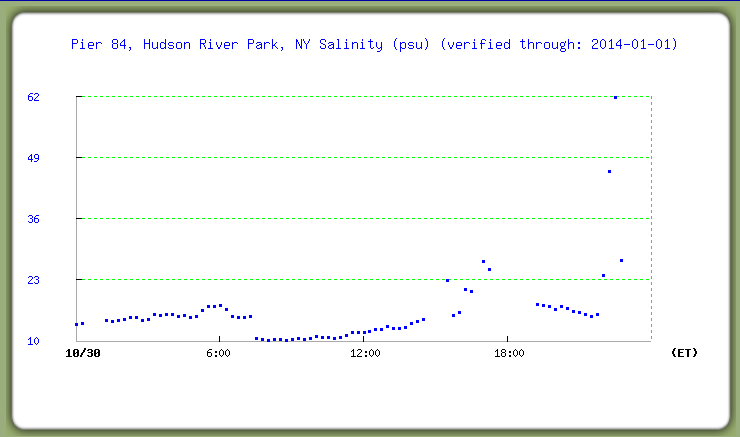 Pier 84, Hudson River Park, NY Salinity (psu) (verified through: 2014-01-01)
62
49
36
23
10
10/30 6:00 12:00 18:00 (ET)